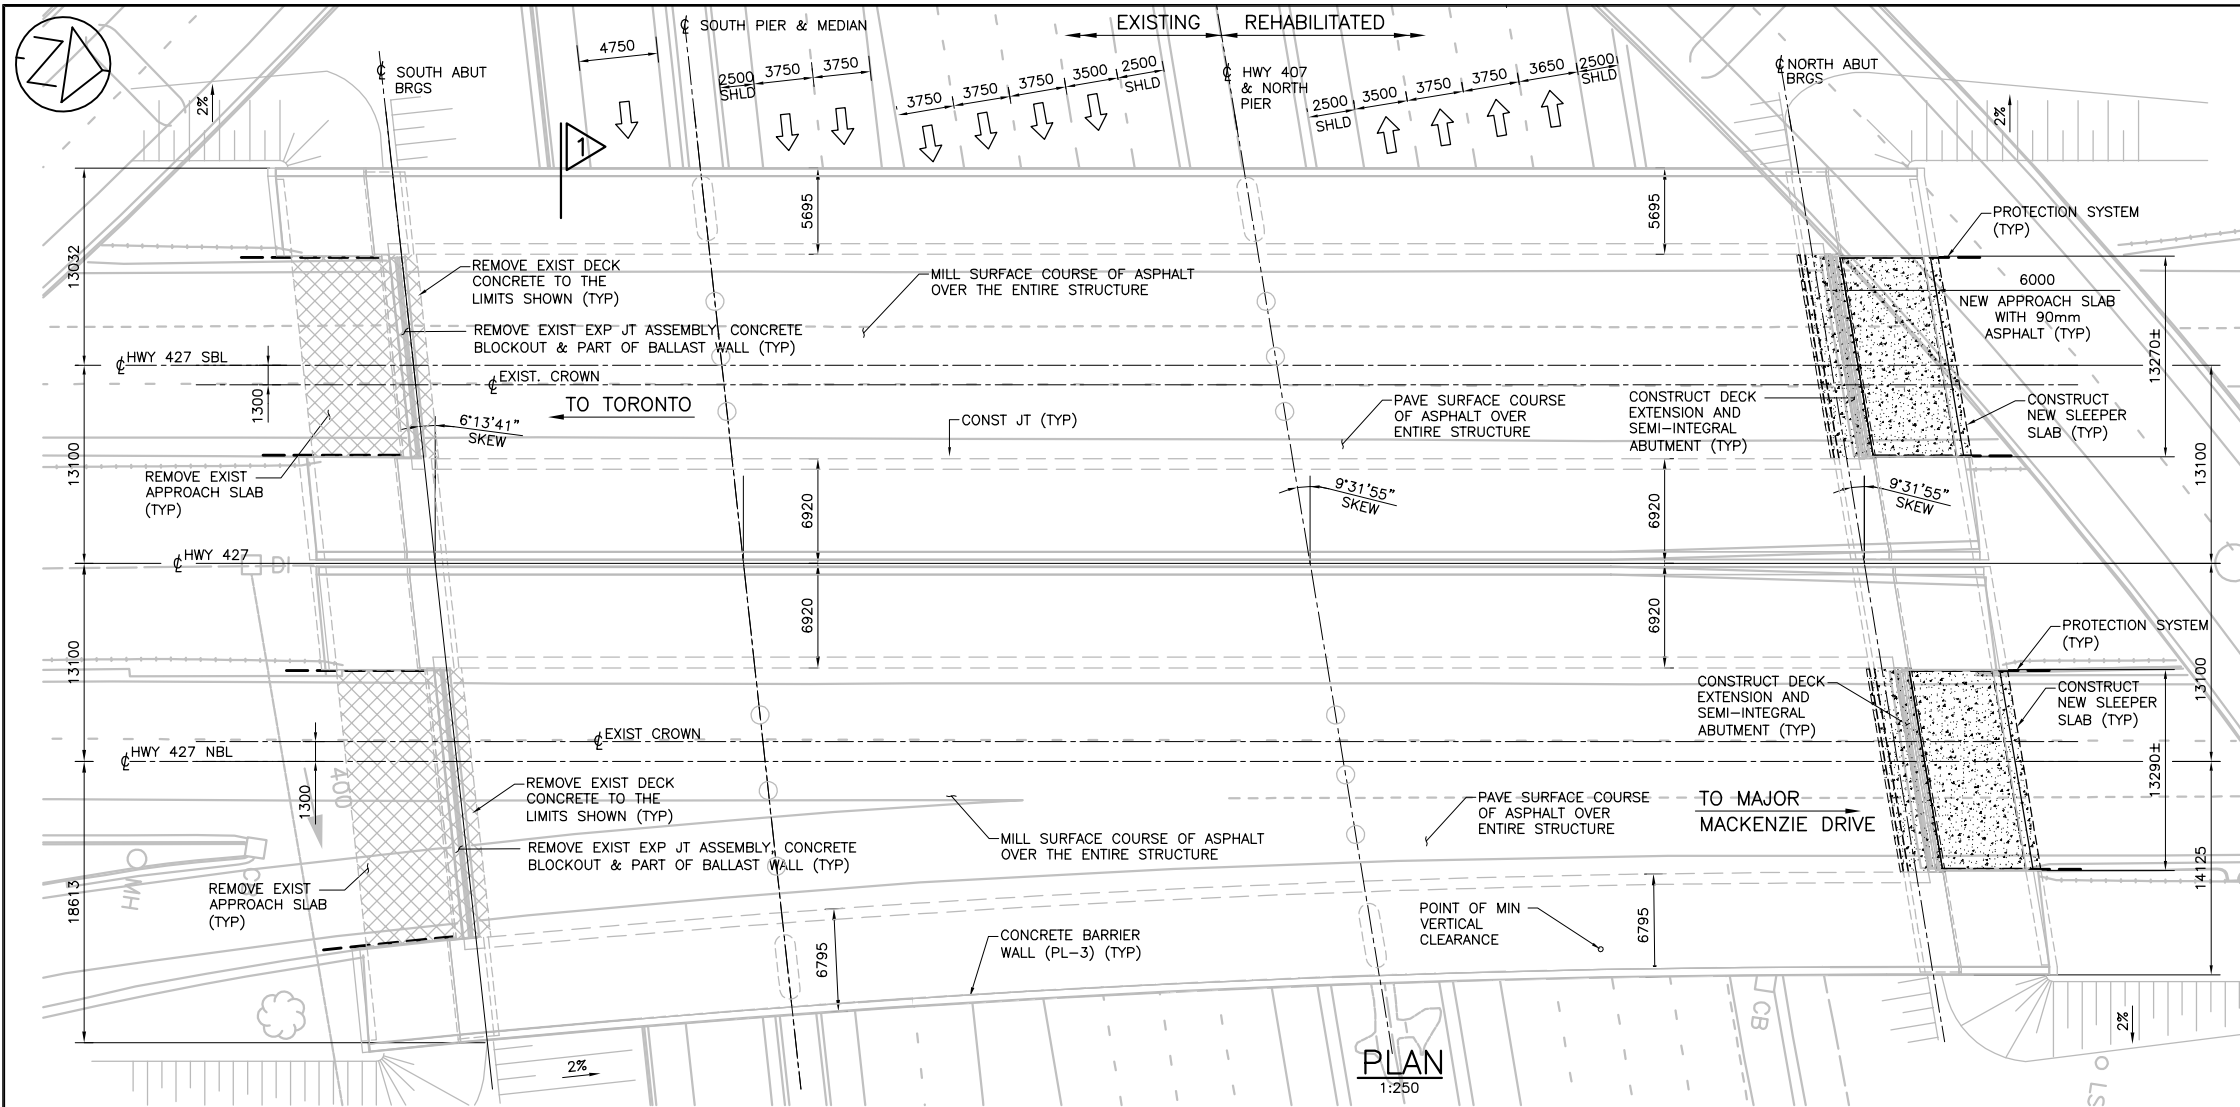 EXISTING REHABILITATED
℄ SOUTH PIER & MEDIAN
4750
2500
SHLD
3750
3750
3750
3750
3750
3500
2500
SHLD
℄ SOUTH ABUT
BRGS
℄ HWY 407
& NORTH
PIER
2500
SHLD
3500
3750
3750
3650
2500
SHLD
℄ NORTH ABUT
BRGS
Z
2%
2%
1
13032
5695
5695
PROTECTION SYSTEM
(TYP)
REMOVE EXIST DECK
CONCRETE TO THE
LIMITS SHOWN (TYP)
MILL SURFACE COURSE OF ASPHALT
OVER THE ENTIRE STRUCTURE
6000
NEW APPROACH SLAB
WITH 90mm
ASPHALT (TYP)
13270±
REMOVE EXIST EXP JT ASSEMBLY, CONCRETE
BLOCKOUT & PART OF BALLAST WALL (TYP)
℄ HWY 427 SBL
℄ EXIST. CROWN
1300
TO TORONTO
6°13'41"
SKEW
CONST JT (TYP)
PAVE SURFACE COURSE
OF ASPHALT OVER
ENTIRE STRUCTURE
CONSTRUCT DECK
EXTENSION AND
SEMI-INTEGRAL
ABUTMENT (TYP)
CONSTRUCT
NEW SLEEPER
SLAB (TYP)
13100
13100
REMOVE EXIST
APPROACH SLAB
(TYP)
6920
9°31'55"
SKEW
6920
9°31'55"
SKEW
℄ HWY 427
DI
6920
6920
13100
13100
PROTECTION SYSTEM
(TYP)
CONSTRUCT DECK
EXTENSION AND
SEMI-INTEGRAL
ABUTMENT (TYP)
CONSTRUCT
NEW SLEEPER
SLAB (TYP)
13290±
℄ EXIST CROWN
℄ HWY 427 NBL
1300
400
REMOVE EXIST DECK
CONCRETE TO THE
LIMITS SHOWN (TYP)
PAVE SURFACE COURSE
OF ASPHALT OVER
ENTIRE STRUCTURE
TO MAJOR
MACKENZIE DRIVE
MILL SURFACE COURSE OF ASPHALT
OVER THE ENTIRE STRUCTURE
REMOVE EXIST EXP JT ASSEMBLY, CONCRETE
BLOCKOUT & PART OF BALLAST WALL (TYP)
MH
REMOVE EXIST
APPROACH SLAB
(TYP)
18613
14125
6795
CONCRETE BARRIER
WALL (PL-3) (TYP)
POINT OF MIN
VERTICAL
CLEARANCE
6795
CB
2%
2%
LS
PLAN
1:250